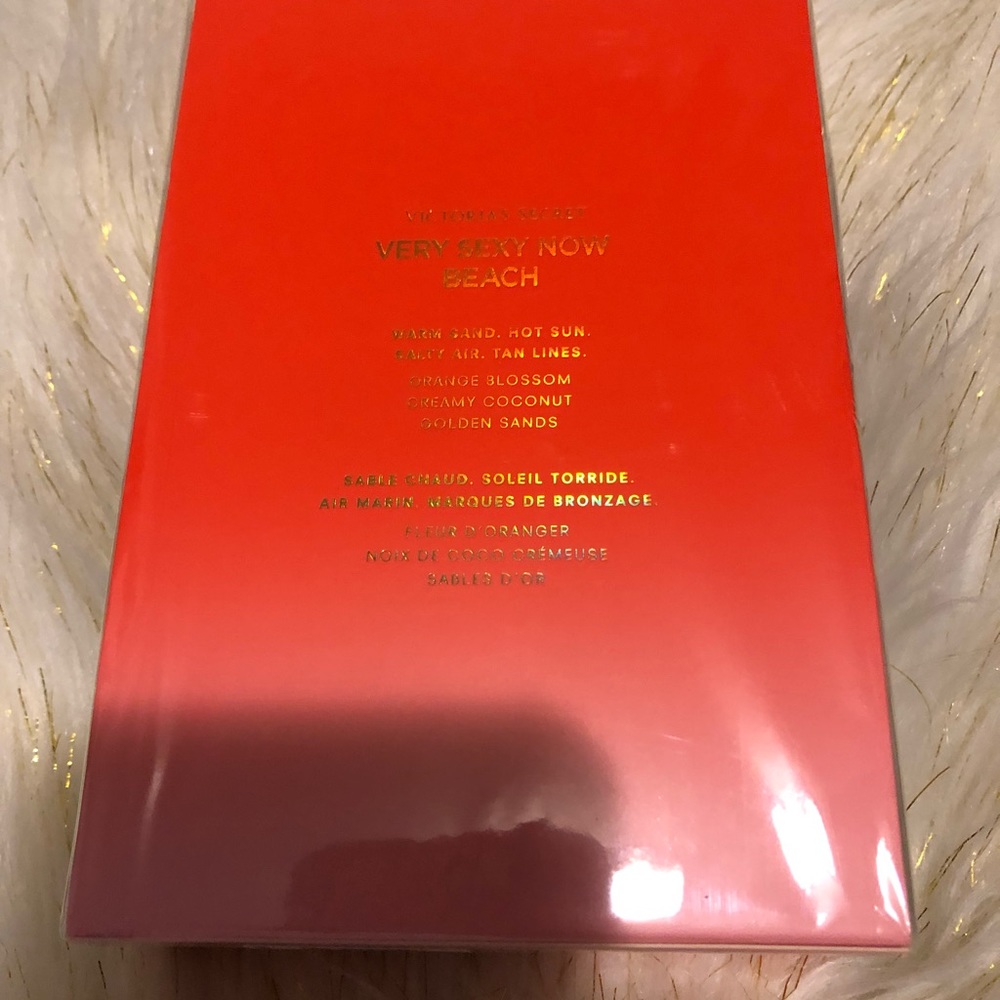 VICTORIA'S SECRET
VERY SEXY NOW
BEACH
WARM SAND. HOT SUN.
SALTY AIR. TAN LINES.
ORANGE BLOSSOM
CREAMY COCONUT
GOLDEN SANDS
SABLE CHAUD. SOLEIL TORRIDE.
AIR MARIN. MARQUES DE BRONZAGE.
FLEUR D'ORANGER
NOIX DE COCO CRÉMEUSE
SABLES D'OR